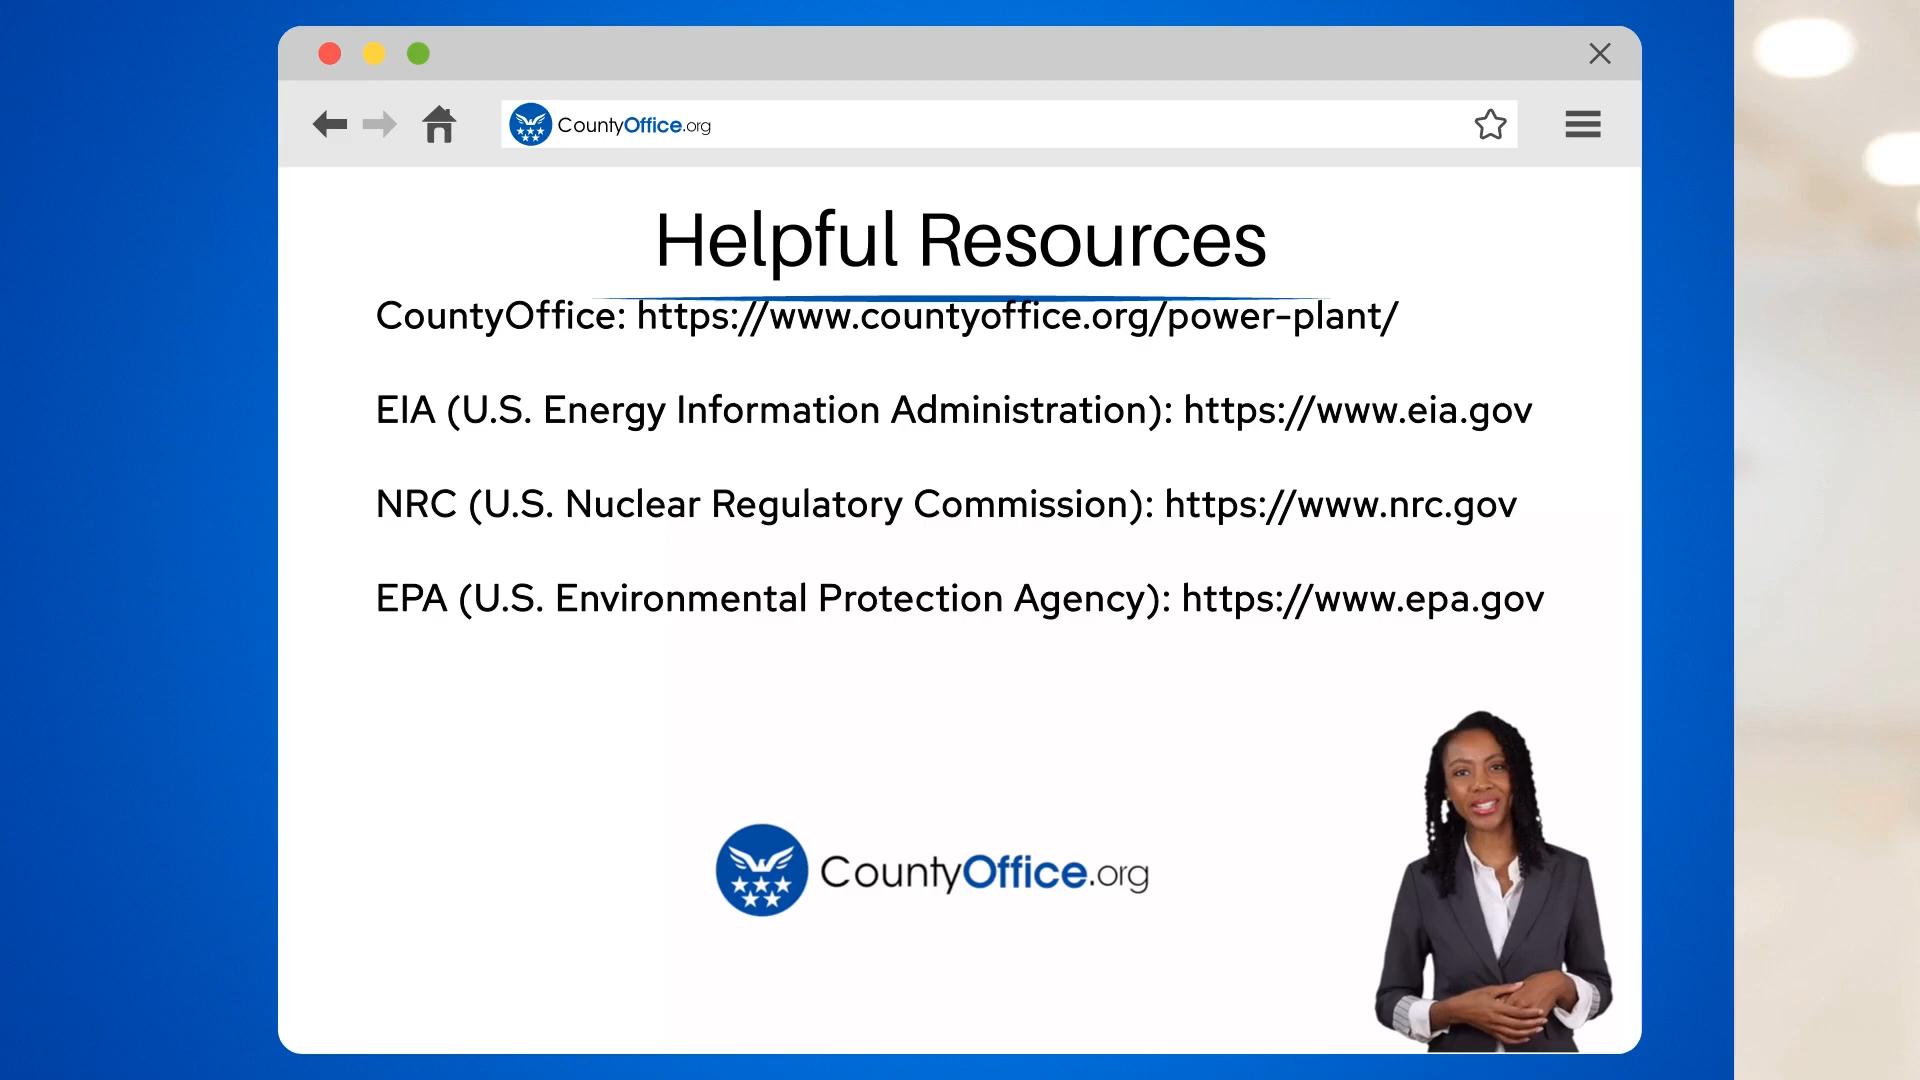 CountyOffice.org
Helpful Resources
CountyOffice: https://www.countyoffice.org/power-plant/
EIA (U.S. Energy Information Administration): https://www.eia.gov
NRC (U.S. Nuclear Regulatory Commission): https://www.nrc.gov
EPA (U.S. Environmental Protection Agency): https://www.epa.gov
CountyOffice.org